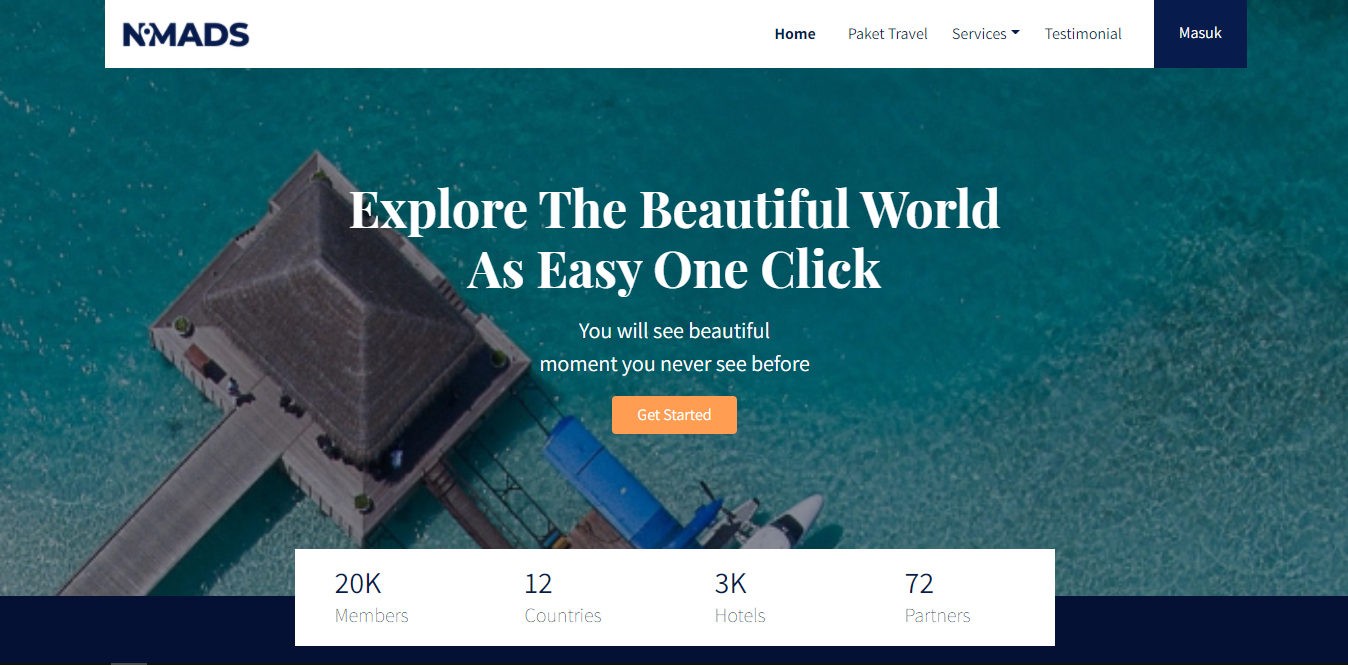 NOMADS
Home
Paket Travel
Services
Testimonial
Masuk
Explore The Beautiful World
As Easy One Click
You will see beautiful
moment you never see before
Get Started
20K
Members
12
Countries
3K
Hotels
72
Partners